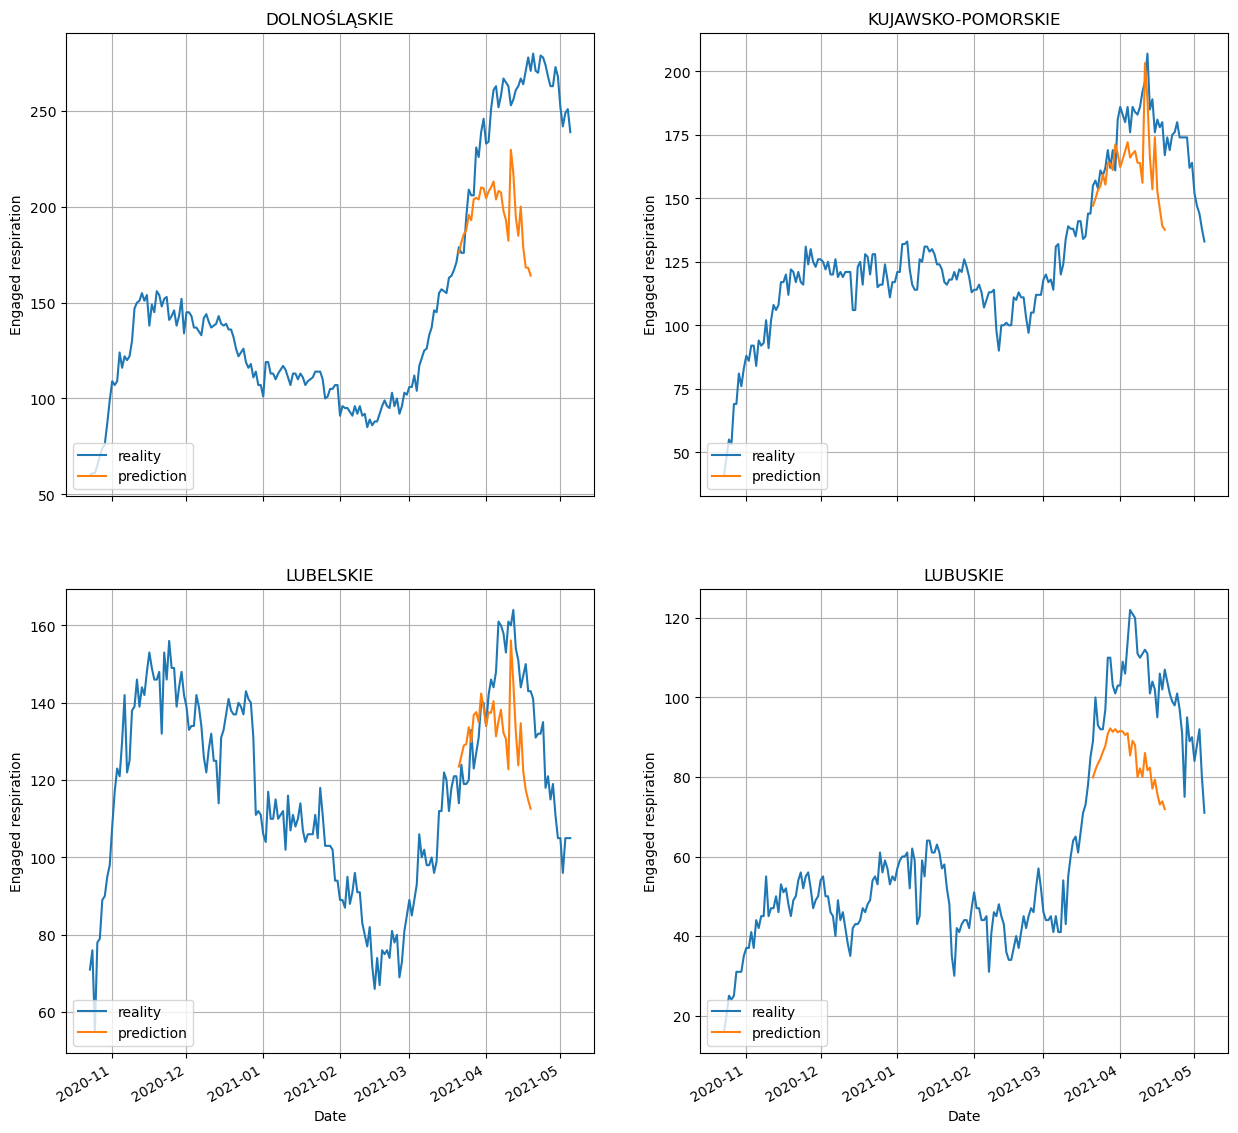 DOLNOŚLĄSKIE
Engaged respiration
250
200
150
100
50
reality
prediction
KUJAWSKO-POMORSKIE
Engaged respiration
200
175
150
125
100
75
50
reality
prediction
LUBELSKIE
Engaged respiration
160
140
120
100
80
60
reality
prediction
2020-11 2020-12 2021-01 2021-02 2021-03 2021-04 2021-05
Date
LUBUSKIE
Engaged respiration
120
100
80
60
40
20
reality
prediction
2020-11 2020-12 2021-01 2021-02 2021-03 2021-04 2021-05
Date